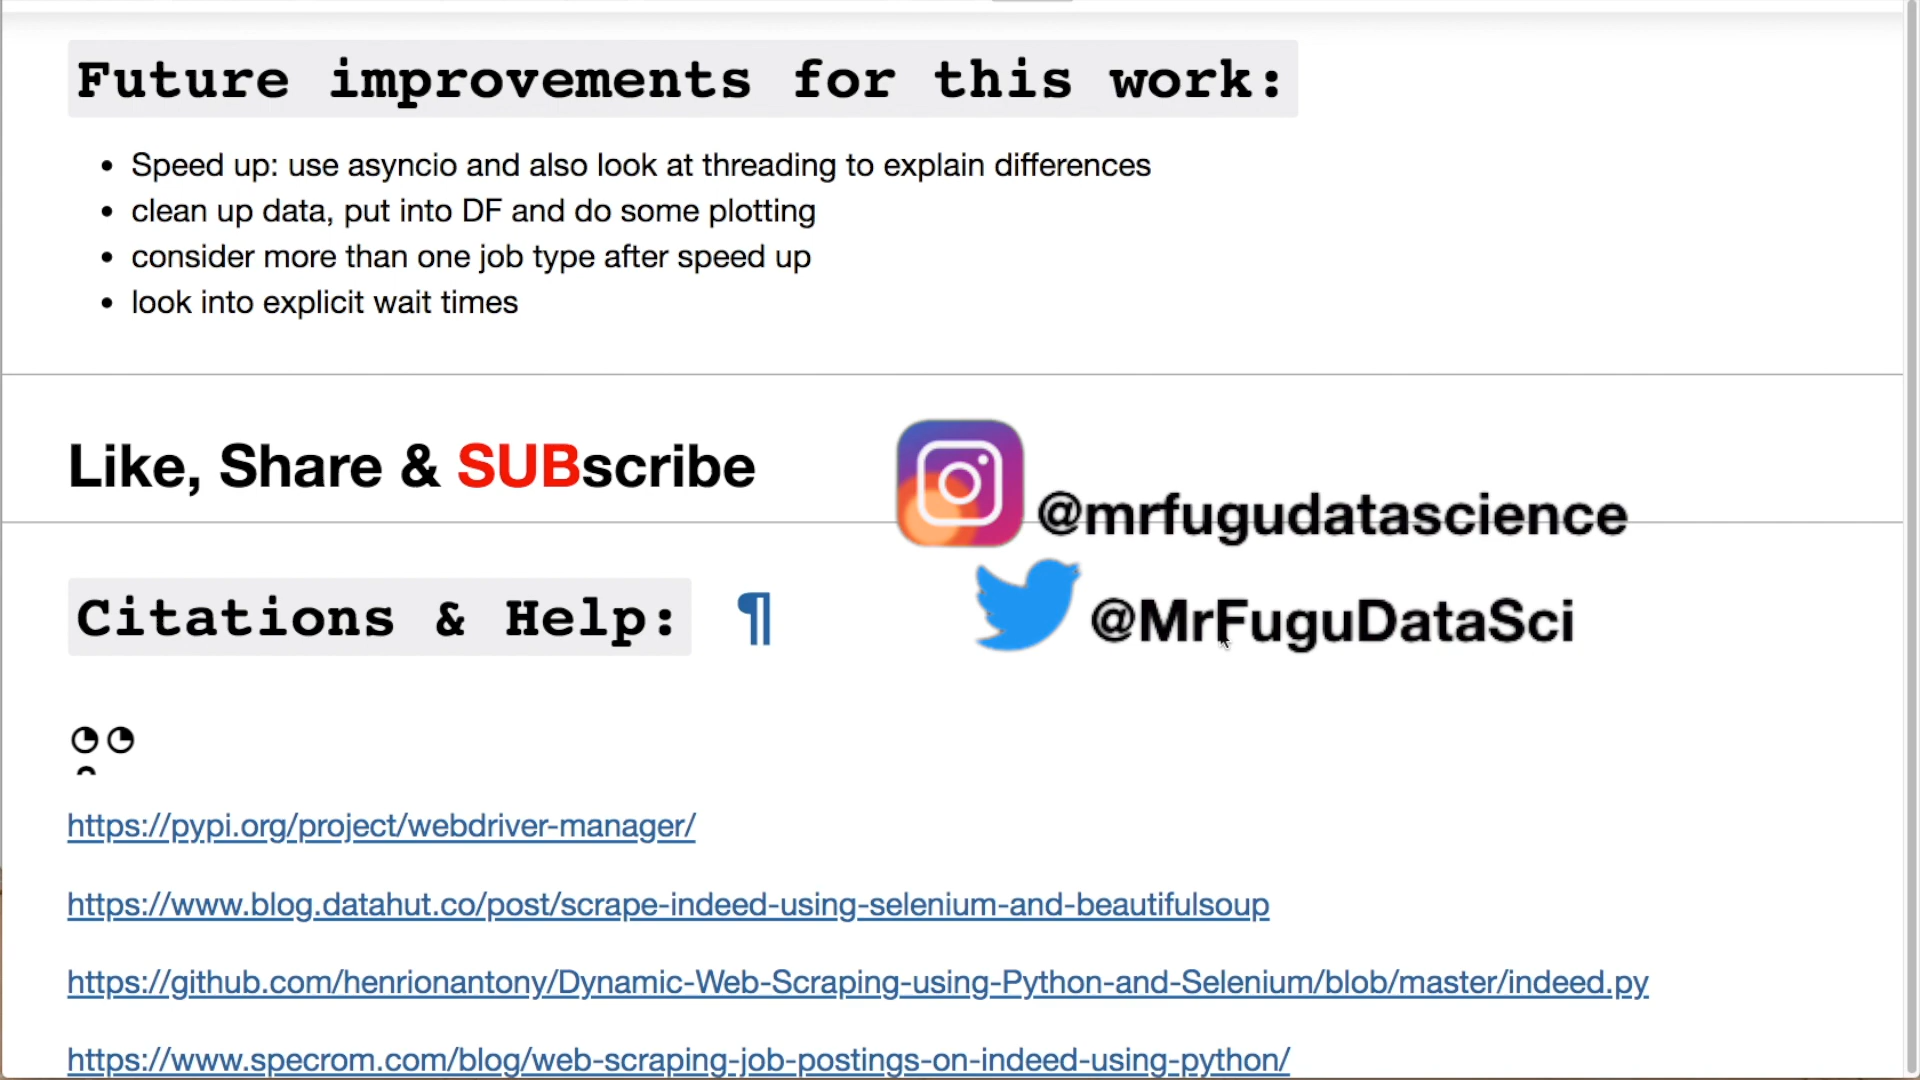 Future improvements for this work:
• Speed up: use asyncio and also look at threading to explain differences
• clean up data, put into DF and do some plotting
• consider more than one job type after speed up
• look into explicit wait times
Like, Share & SUBscribe
@mrfugudatascience
Citations & Help: ¶
@MrFuguDataSci
◔◔
https://pypi.org/project/webdriver-manager/
https://www.blog.datahut.co/post/scrape-indeed-using-selenium-and-beautifulsoup
https://github.com/henrionantony/Dynamic-Web-Scraping-using-Python-and-Selenium/blob/master/indeed.py
https://www.specrom.com/blog/web-scraping-job-postings-on-indeed-using-python/